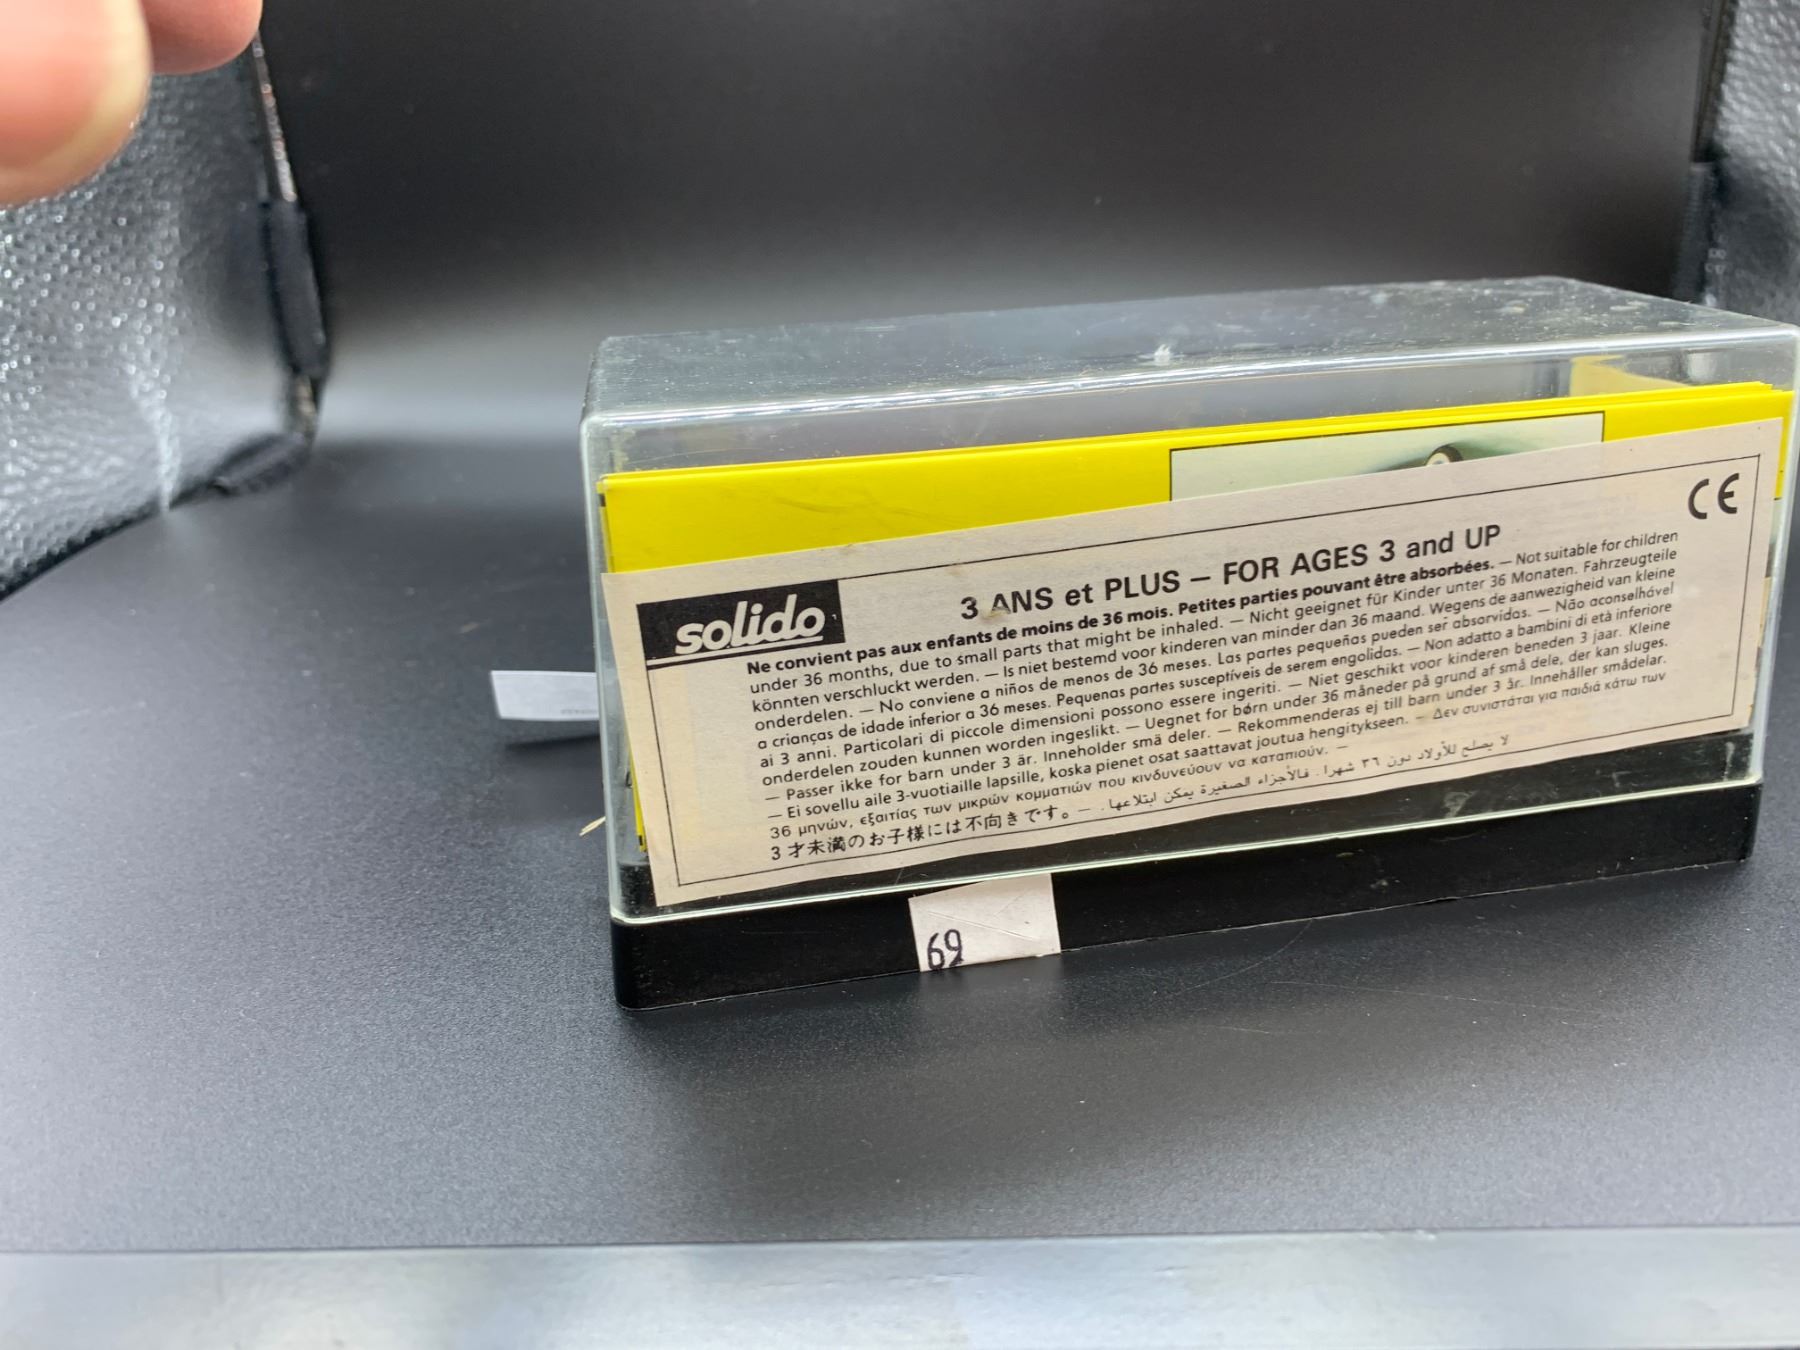 solido
CE
3 ANS et PLUS – FOR AGES 3 and UP
Ne convient pas aux enfants de moins de 36 mois. Petites parties pouvant être absorbées. — Not suitable for children
under 36 months, due to small parts that might be inhaled. — Nicht geeignet für Kinder unter 36 Monaten. Fahrzeugteile
könnten verschluckt werden. — Is niet bestemd voor kinderen van minder dan 36 maand. Wegens de aanwezigheid van kleine
onderdelen. — No conviene a niños de menos de 36 meses. Las partes pequeñas pueden ser absorvidas. — Não aconselhável
a crianças de idade inferior a 36 meses. Pequenas partes susceptíveis de serem engolidas. — Non adatto a bambini di età inferiore
ai 3 anni. Particolari di piccole dimensioni possono essere ingeriti. — Niet geschikt voor kinderen beneden 3 jaar. Kleine
onderdelen zouden kunnen worden ingeslikt. — Uegnet for børn under 36 måneder på grund af små dele, der kan sluges.
— Passer ikke for barn under 3 år. Inneholder smä deler. — Rekommenderas ej till barn under 3 år. Innehåller smådelar.
— Ei sovellu aile 3-vuotiaille lapsille, koska pienet osat saattavat joutua hengitykseen. — Δεν συνιστάται για παιδιά κάτω των
36 μηνών, εξαιτίας των μικρών κομματιών που κινδυνεύουν να καταπιούν. —
3 才未満のお子様には不向きです。— لا يصلح للأولاد دون ٣٦ شهرا . فالأجزاء الصغيرة يمكن ابتلاعها .
69